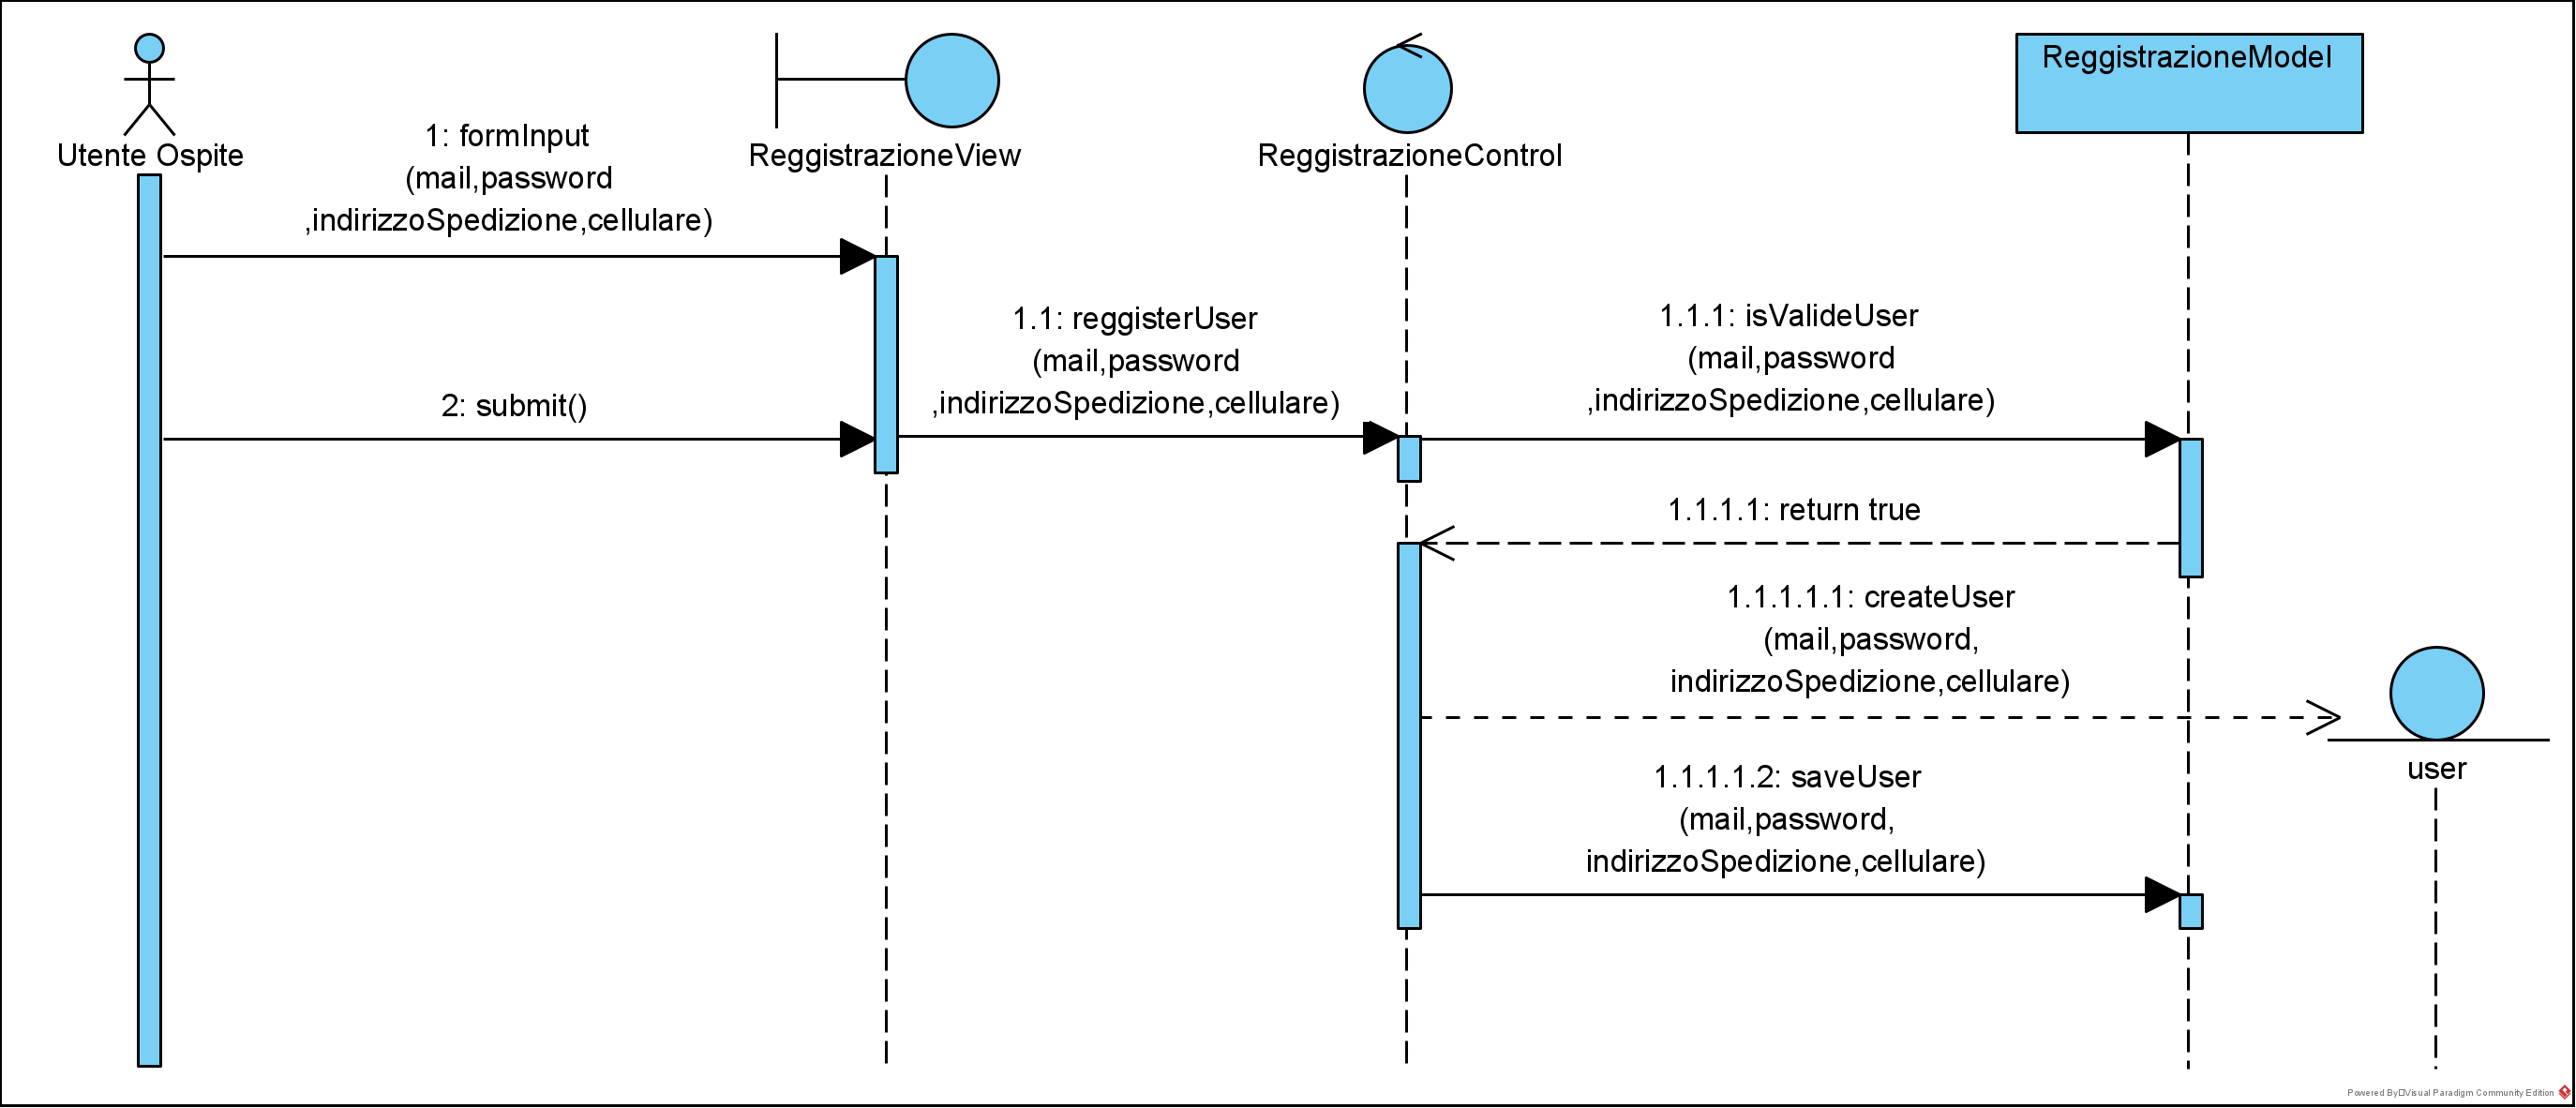 Utente Ospite
ReggistrazioneView
ReggistrazioneControl
ReggistrazioneModel
1: formInput
(mail,password
,indirizzoSpedizione,cellulare)
1.1: reggisterUser
(mail,password
,indirizzoSpedizione,cellulare)
1.1.1: isValideUser
(mail,password
,indirizzoSpedizione,cellulare)
2: submit()
1.1.1.1: return true
1.1.1.1.1: createUser
(mail,password,
indirizzoSpedizione,cellulare)
user
1.1.1.1.2: saveUser
(mail,password,
indirizzoSpedizione,cellulare)
Powered By Visual Paradigm Community Edition